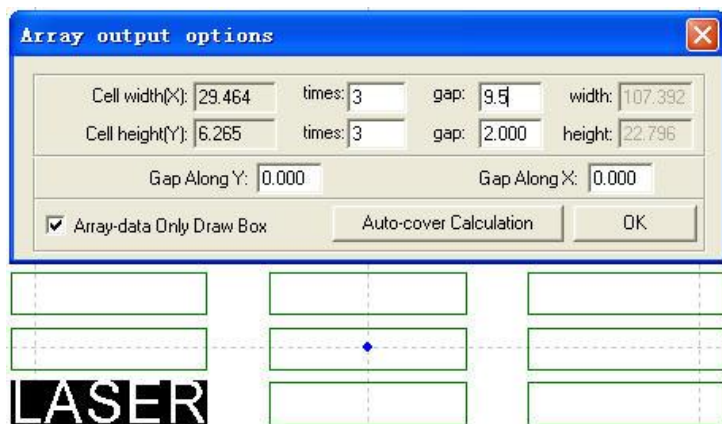 Array output options
Cell width(X): 29.464 times: 3 gap: 9.5 width: 107.392
Cell height(Y): 6.265 times: 3 gap: 2.000 height: 22.796
Gap Along Y: 0.000 Gap Along X: 0.000
Array-data Only Draw Box Auto-cover Calculation OK
LASER